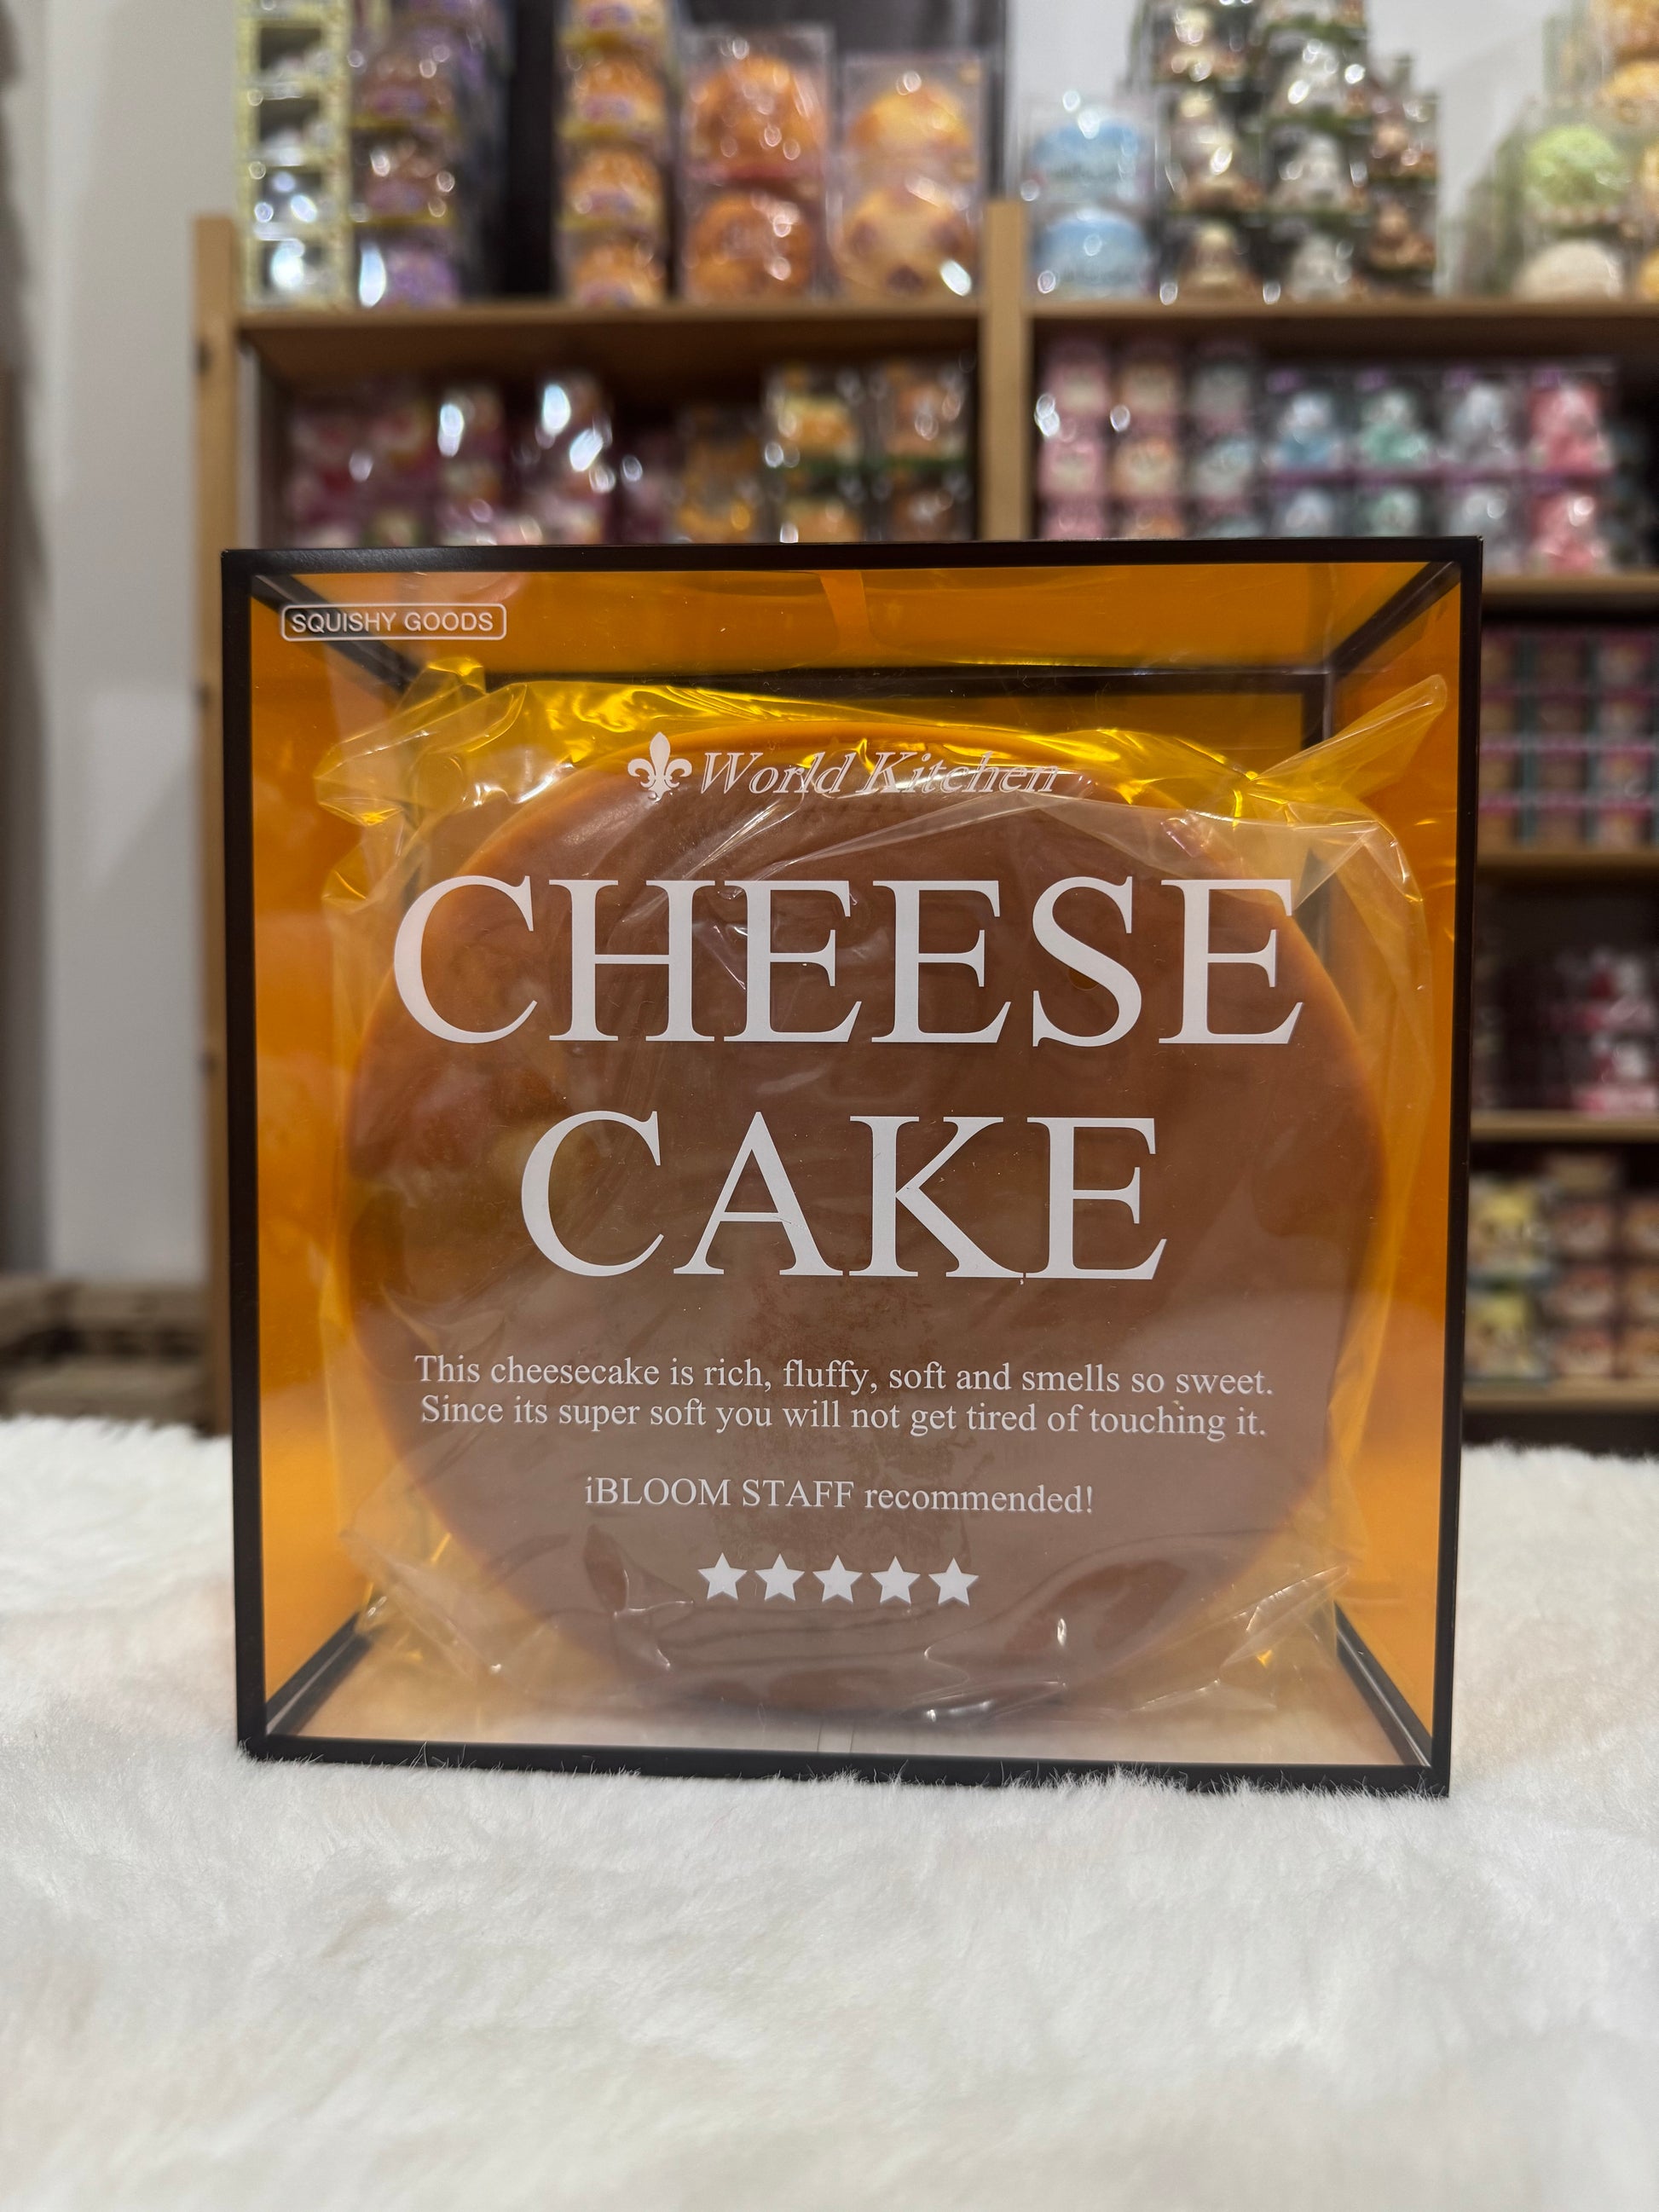 SQUISHY GOODS
World Kitchen
CHEESE
CAKE
This cheesecake is rich, fluffy, soft and smells so sweet.
Since its super soft you will not get tired of touching it.
iBLOOM STAFF recommended!
★★★★★